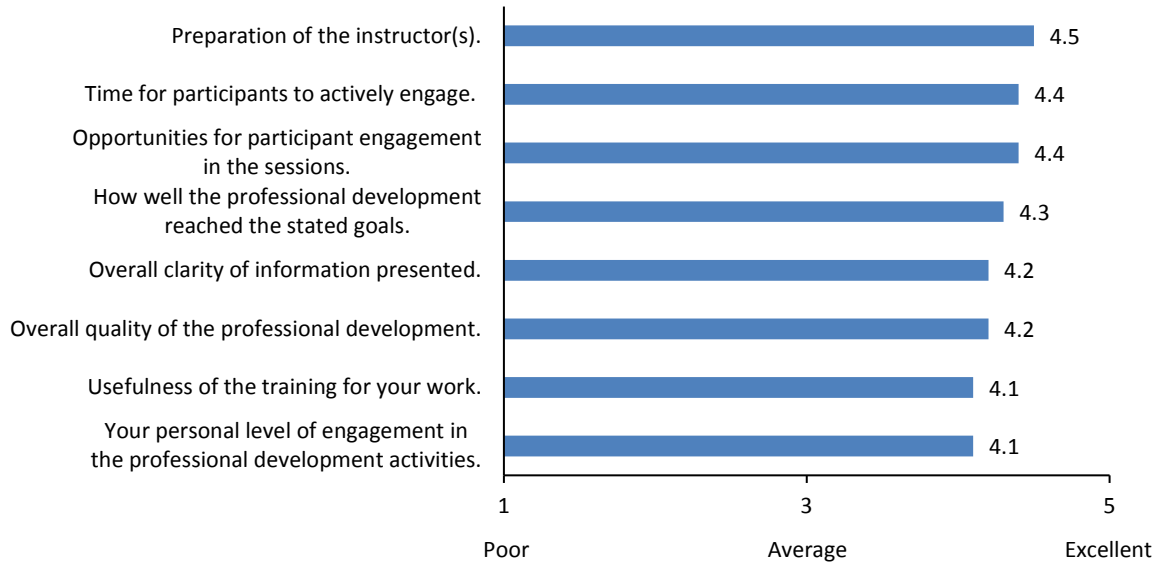 Preparation of the instructor(s).
4.5
Time for participants to actively engage.
4.4
Opportunities for participant engagement
in the sessions.
4.4
How well the professional development
reached the stated goals.
4.3
Overall clarity of information presented.
4.2
Overall quality of the professional development.
4.2
Usefulness of the training for your work.
4.1
Your personal level of engagement in
the professional development activities.
4.1
1 3 5
Poor Average Excellent